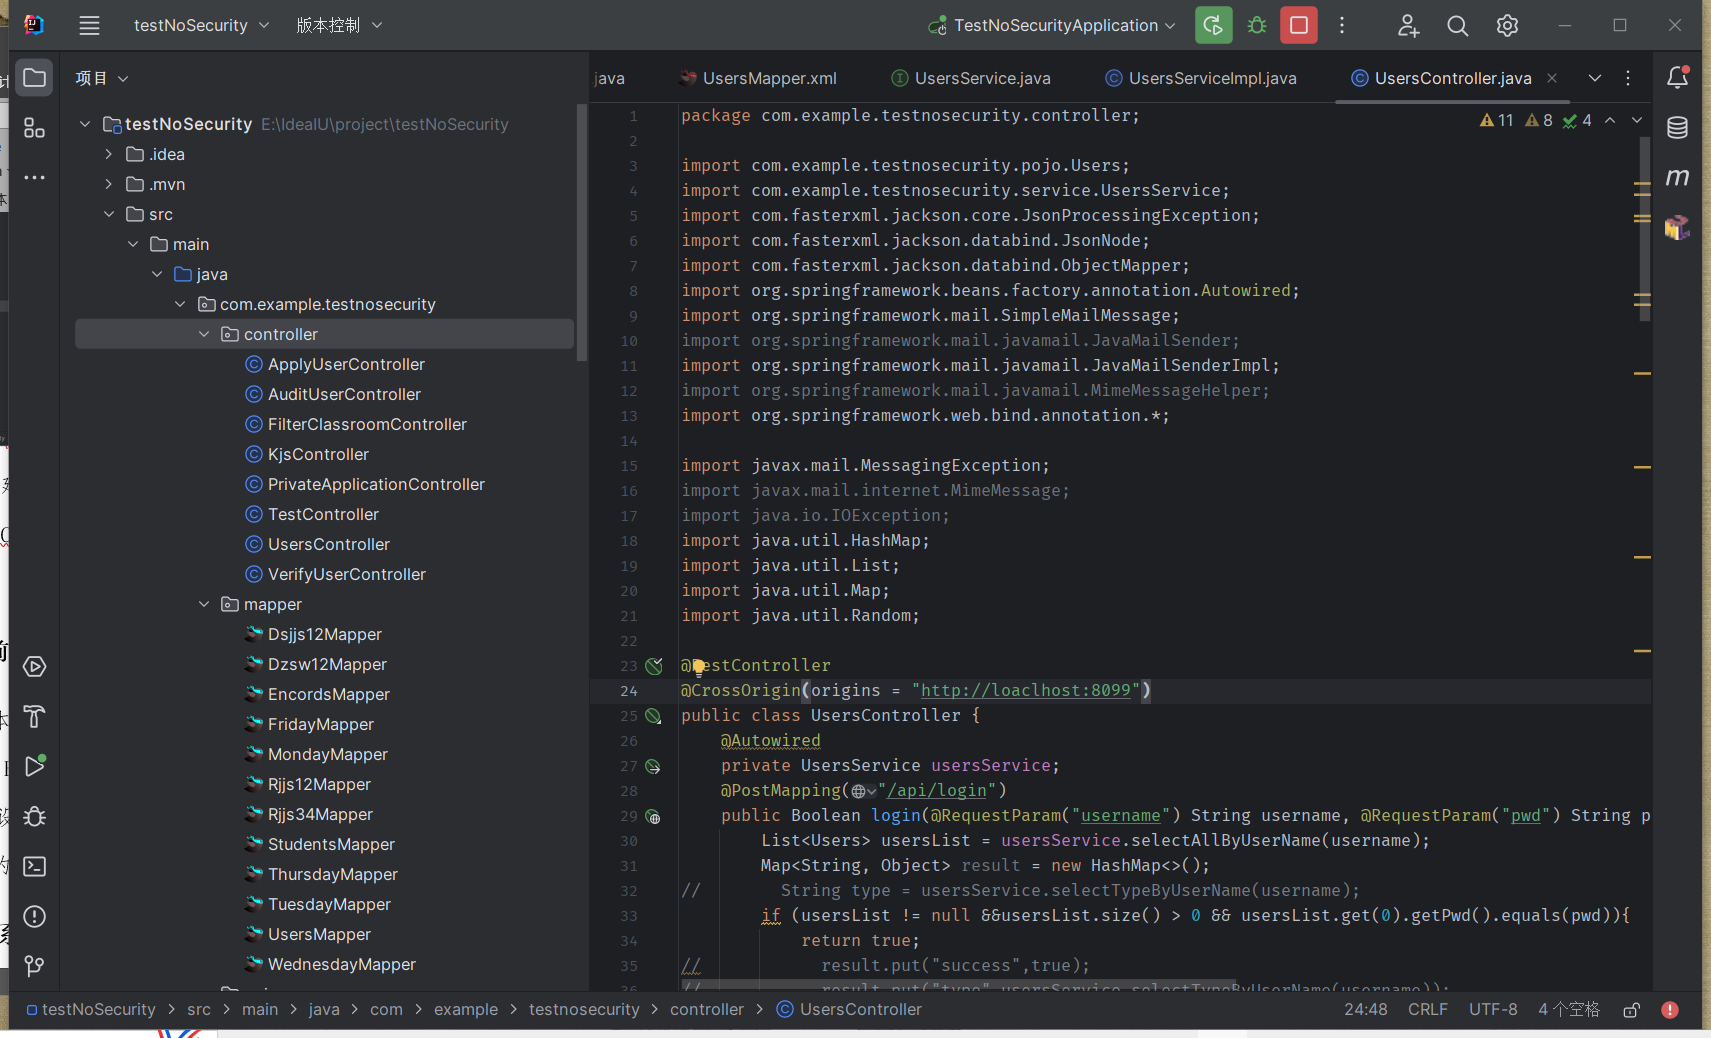 testNoSecurity 版本控制 TestNoSecurityApplication
项目
java UsersMapper.xml UsersService.java UsersServiceImpl.java UsersController.java
testNoSecurity E:\IdeaIU\project\testNoSecurity
.idea
.mvn
src
main
java
com.example.testnosecurity
controller
ApplyUserController
AuditUserController
FilterClassroomController
KjsController
PrivateApplicationController
TestController
UsersController
VerifyUserController
mapper
Dsjjs12Mapper
Dzsw12Mapper
EncordsMapper
FridayMapper
MondayMapper
Rjjs12Mapper
Rjjs34Mapper
StudentsMapper
ThursdayMapper
TuesdayMapper
UsersMapper
WednesdayMapper
11 8 4
1 package com.example.testnosecurity.controller;
2
3 import com.example.testnosecurity.pojo.Users;
4 import com.example.testnosecurity.service.UsersService;
5 import com.fasterxml.jackson.core.JsonProcessingException;
6 import com.fasterxml.jackson.databind.JsonNode;
7 import com.fasterxml.jackson.databind.ObjectMapper;
8 import org.springframework.beans.factory.annotation.Autowired;
9 import org.springframework.mail.SimpleMailMessage;
10 import org.springframework.mail.javamail.JavaMailSender;
11 import org.springframework.mail.javamail.JavaMailSenderImpl;
12 import org.springframework.mail.javamail.MimeMessageHelper;
13 import org.springframework.web.bind.annotation.*;
14
15 import javax.mail.MessagingException;
16 import javax.mail.internet.MimeMessage;
17 import java.io.IOException;
18 import java.util.HashMap;
19 import java.util.List;
20 import java.util.Map;
21 import java.util.Random;
22
23 @RestController
24 @CrossOrigin(origins = "http://loaclhost:8099")
25 public class UsersController {
26 @Autowired
27 private UsersService usersService;
28 @PostMapping("/api/login")
29 public Boolean login(@RequestParam("username") String username, @RequestParam("pwd") String p
30 List<Users> usersList = usersService.selectAllByUserName(username);
31 Map<String, Object> result = new HashMap<>();
32 // String type = usersService.selectTypeByUserName(username);
33 if (usersList != null &&usersList.size() > 0 && usersList.get(0).getPwd().equals(pwd)){
34 return true;
35 // result.put("success",true);
36 // result.put("type",usersService.selectTypeByUserName(username));
testNoSecurity > src > main > java > com > example > testnosecurity > controller > UsersController 24:48 CRLF UTF-8 4 个空格